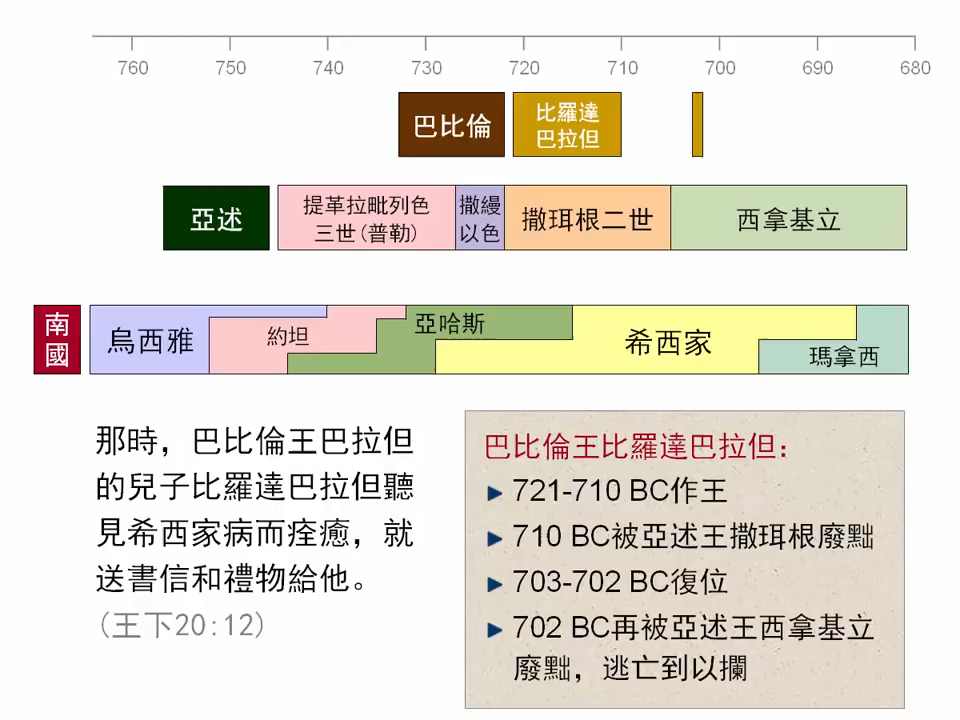 760 750 740 730 720 710 700 690 680
巴比倫
比羅達
巴拉但
亞述
提革拉毗列色
三世(普勒)
撒縵
以色
撒珥根二世
西拿基立
南
國
烏西雅
約坦
亞哈斯
希西家
瑪拿西
那時，巴比倫王巴拉但
的兒子比羅達巴拉但聽
見希西家病而痊癒，就
送書信和禮物給他。
(王下20:12)
巴比倫王比羅達巴拉但：
721-710 BC作王
710 BC被亞述王撒珥根廢黜
703-702 BC復位
702 BC再被亞述王西拿基立
廢黜，逃亡到以攔